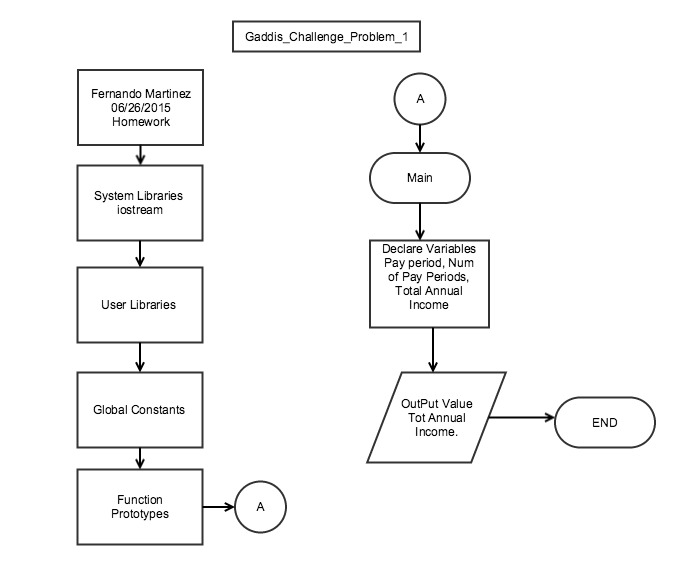 Gaddis_Challenge_Problem_1
Fernando Martinez
06/26/2015
Homework
System Libraries
iostream
User Libraries
Global Constants
Function
Prototypes
A
A
Main
Declare Variables
Pay period, Num
of Pay Periods,
Total Annual
Income
OutPut Value
Tot Annual
Income.
END